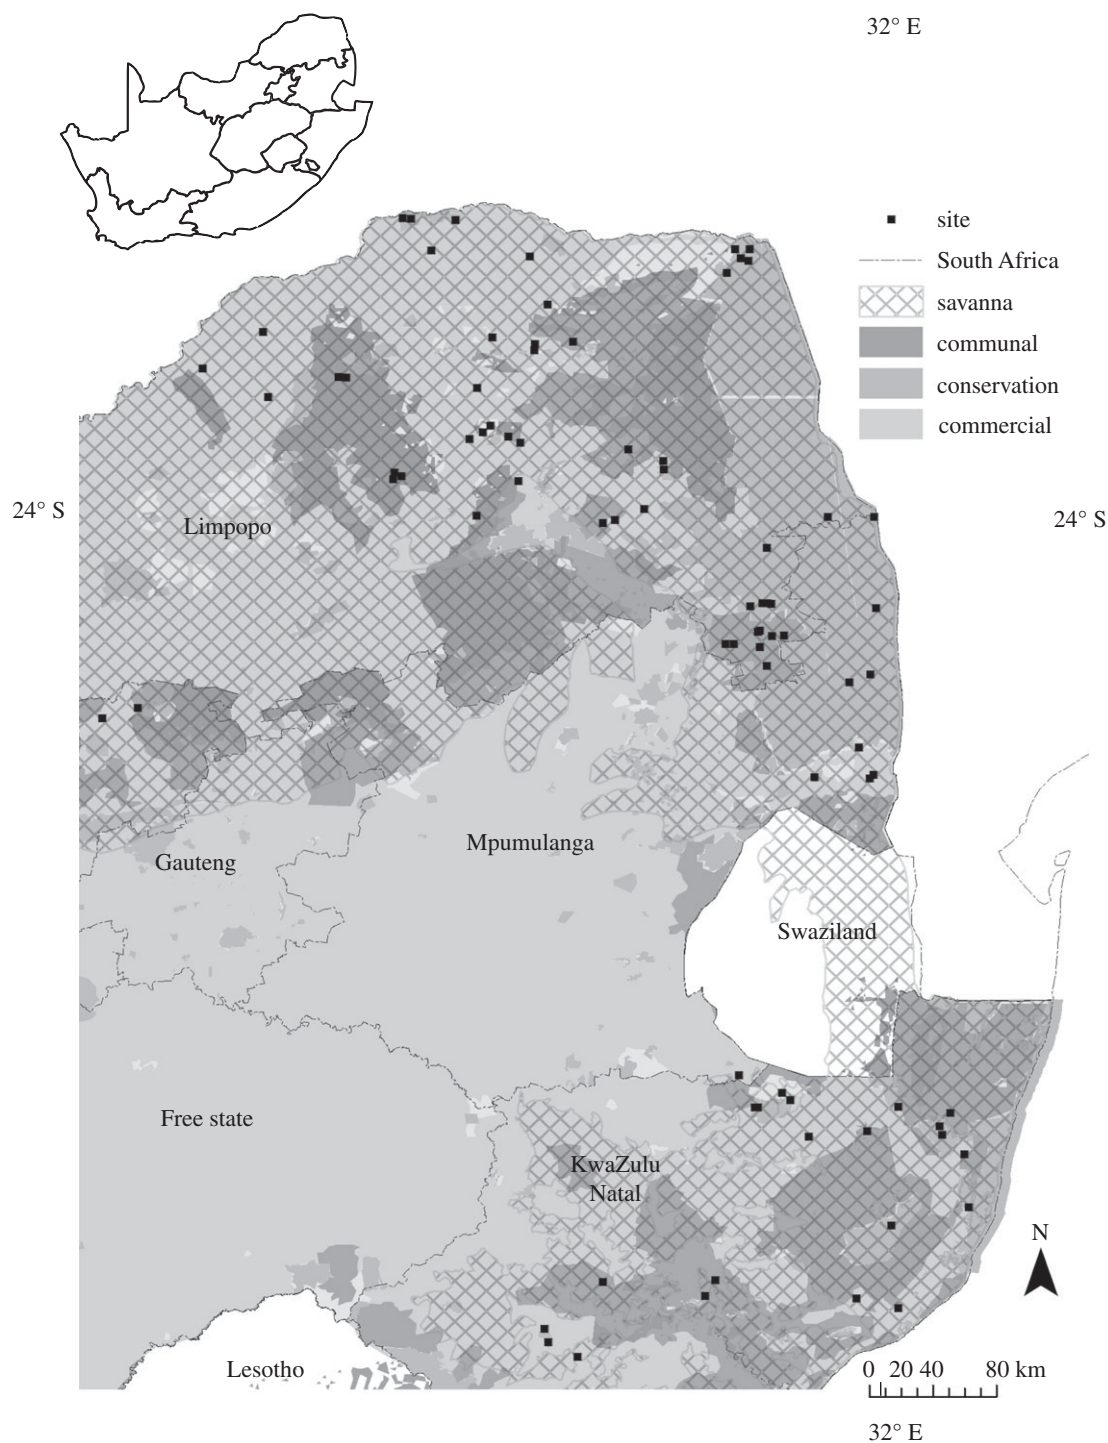 32° E
site
South Africa
savanna
communal
conservation
commercial
24° S
24° S
Limpopo
Mpumulanga
Gauteng
Swaziland
Free state
KwaZulu
Natal
N
Lesotho
0 20 40 80 km
32° E